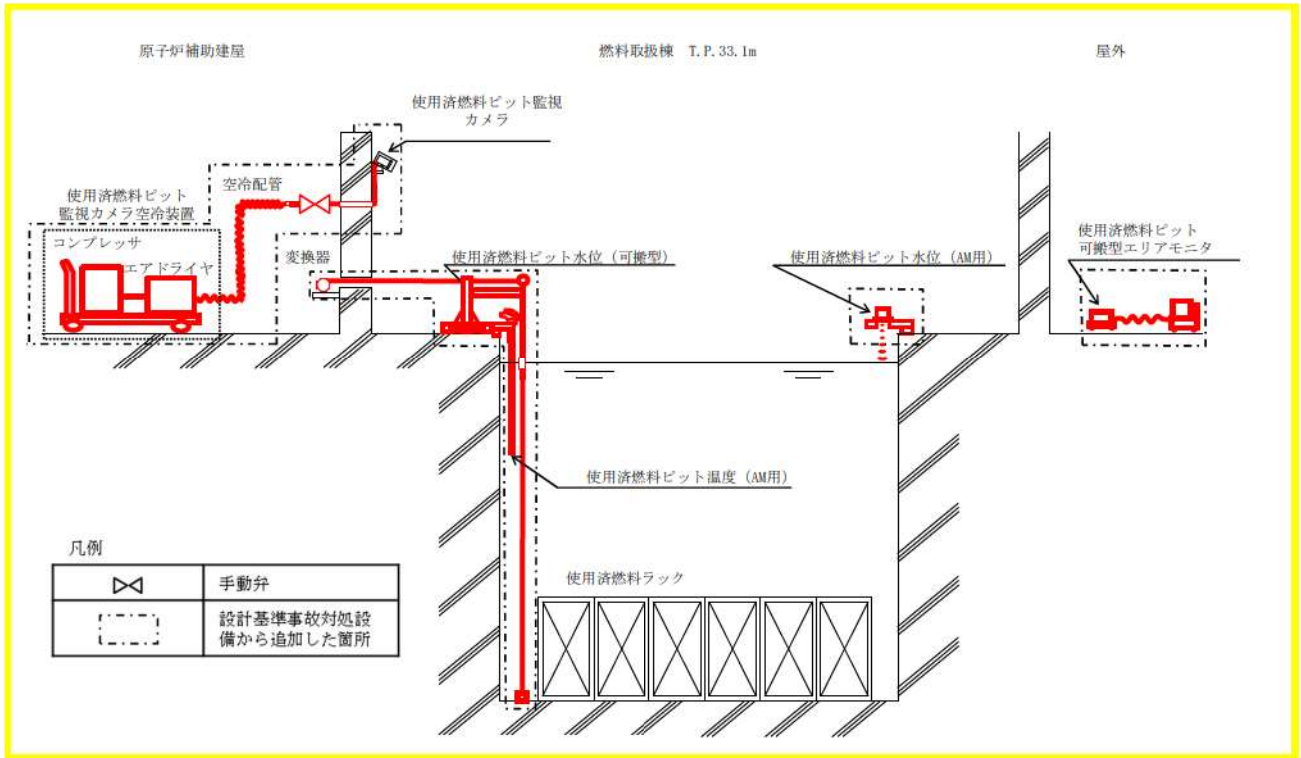 原子炉補助建屋
燃料取扱棟 T.P.33.1m
屋外
使用済燃料ピット監視
カメラ
使用済燃料ピット
監視カメラ空冷装置
空冷配管
コンプレッサ
エアドライヤ
変換器
使用済燃料ピット水位（可搬型）
使用済燃料ピット水位（AM用）
使用済燃料ピット
可搬型エリアモニタ
使用済燃料ピット温度（AM用）
使用済燃料ラック
凡例
手動弁
設計基準事故対処設
備から追加した箇所